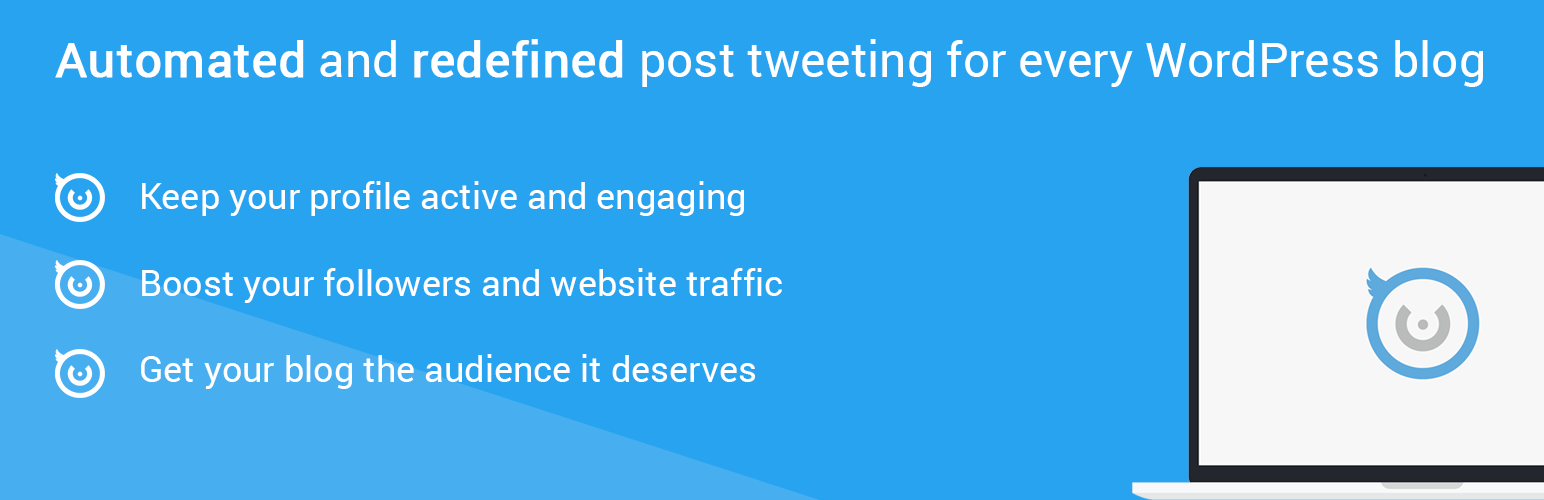 Automated and redefined post tweeting for every WordPress blog
Keep your profile active and engaging
Boost your followers and website traffic
Get your blog the audience it deserves